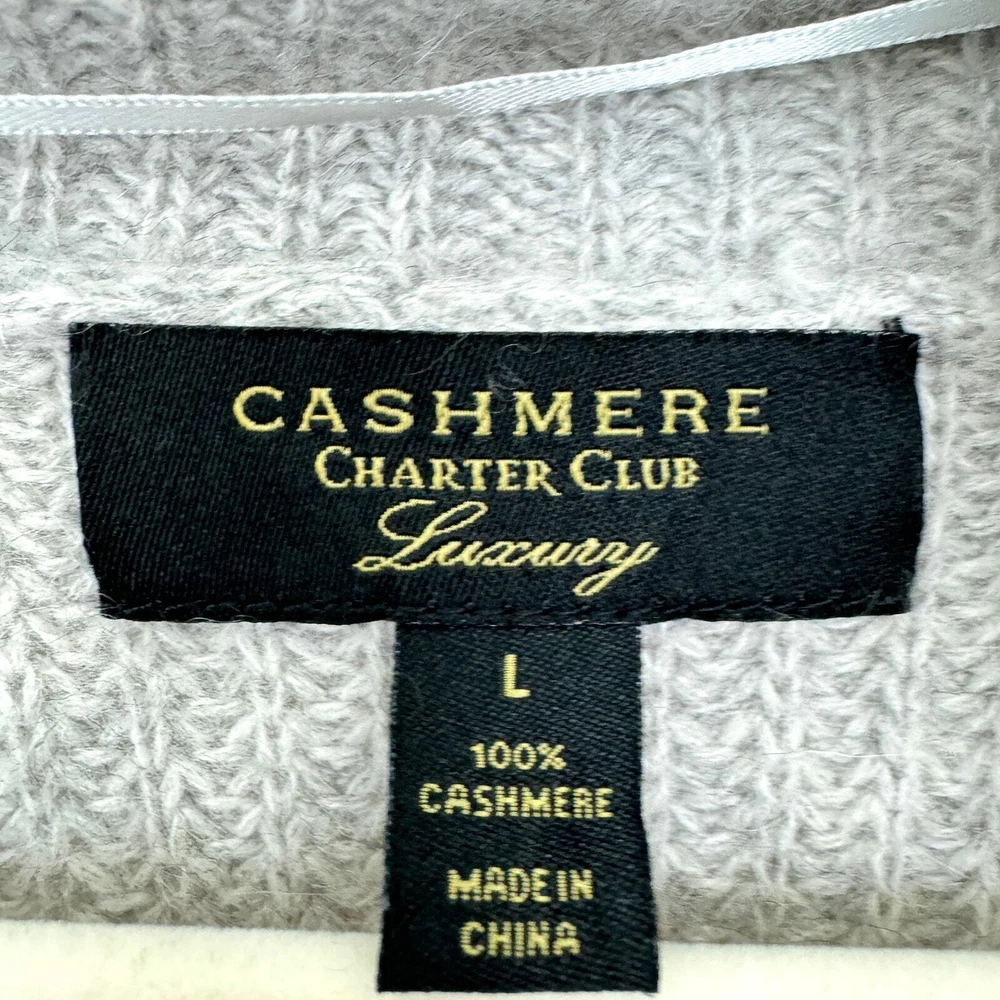 CASHMERE
CHARTER CLUB
Luxury
L
100%
CASHMERE
MADE IN
CHINA